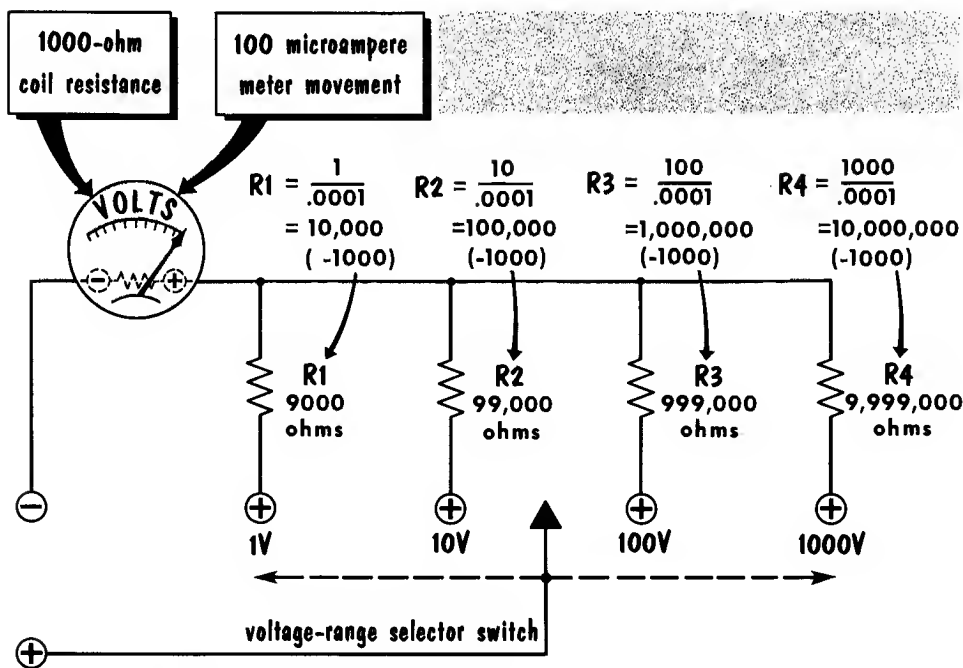 1000-ohm
coil resistance
100 microampere
meter movement
VOLTS
R1 = 1/.0001
= 10,000
(-1000)
R2 = 10/.0001
=100,000
(-1000)
R3 = 100/.0001
=1,000,000
(-1000)
R4 = 1000/.0001
=10,000,000
(-1000)
R1
9000
ohms
R2
99,000
ohms
R3
999,000
ohms
R4
9,999,000
ohms
1V
10V
100V
1000V
voltage-range selector switch